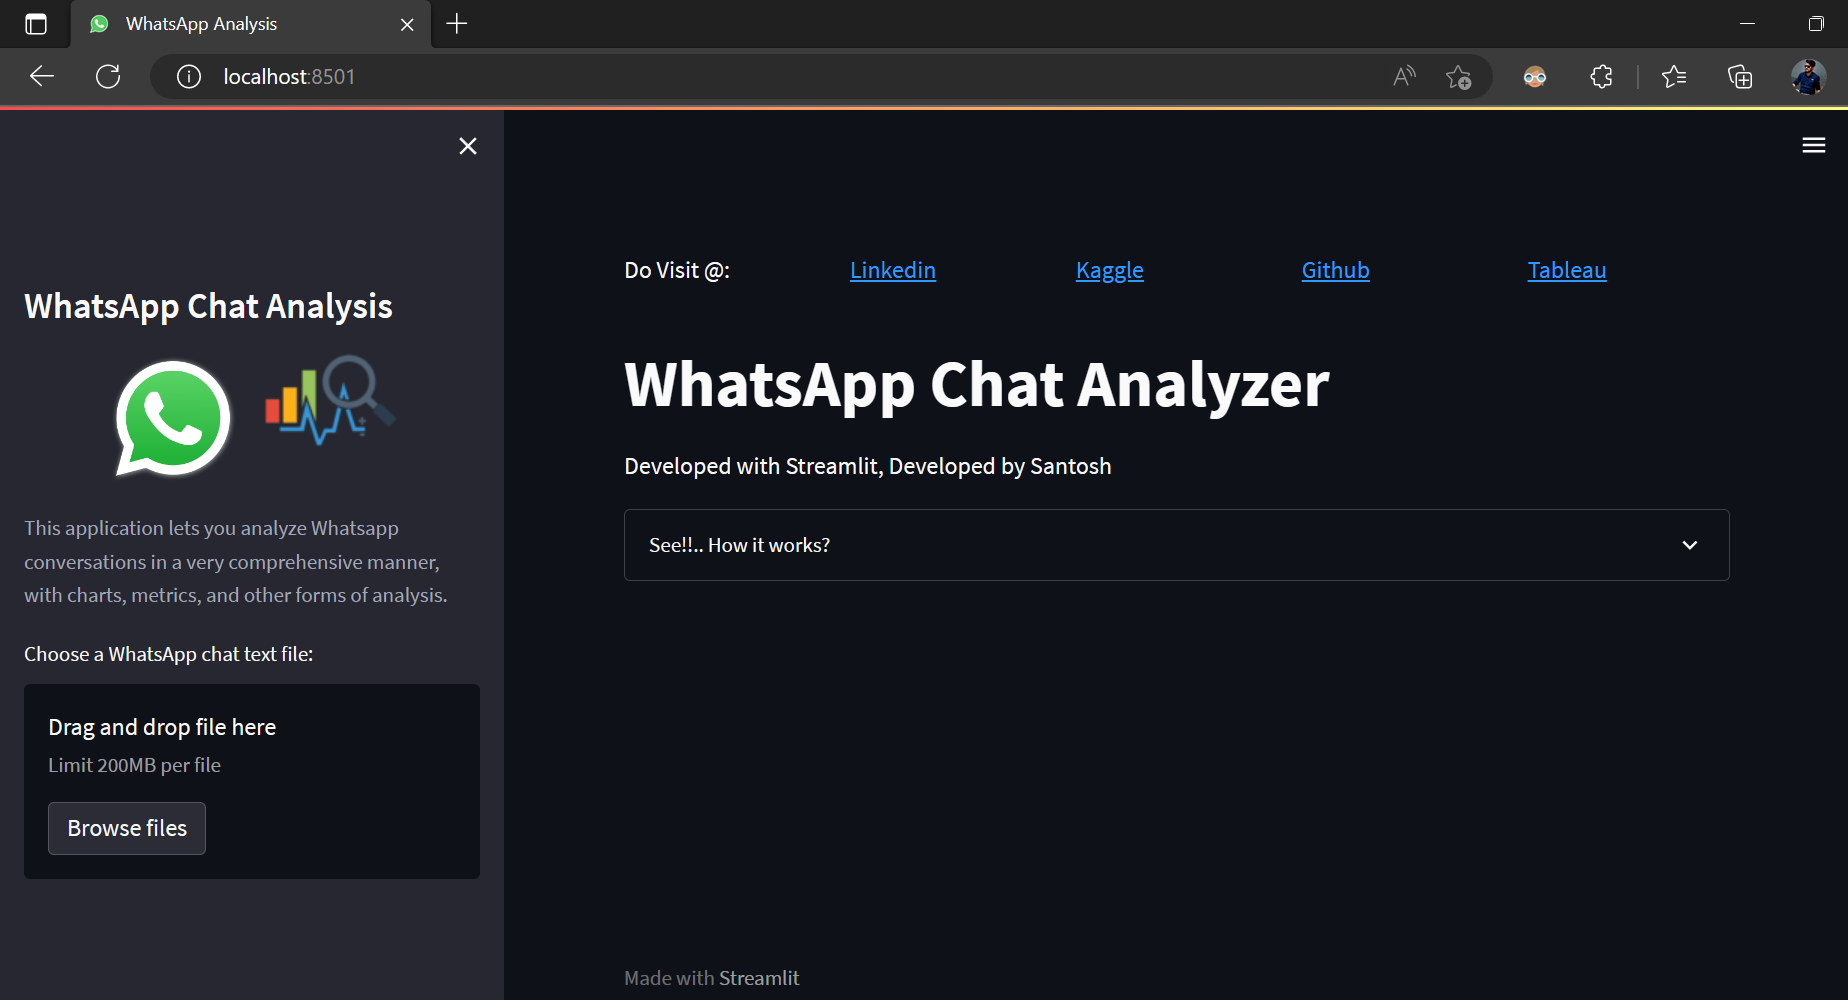 WhatsApp Analysis
localhost:8501
WhatsApp Chat Analysis
This application lets you analyze Whatsapp
conversations in a very comprehensive manner,
with charts, metrics, and other forms of analysis.
Choose a WhatsApp chat text file:
Drag and drop file here
Limit 200MB per file
Browse files
Do Visit @: Linkedin Kaggle Github Tableau
WhatsApp Chat Analyzer
Developed with Streamlit, Developed by Santosh
See!!.. How it works?
Made with Streamlit